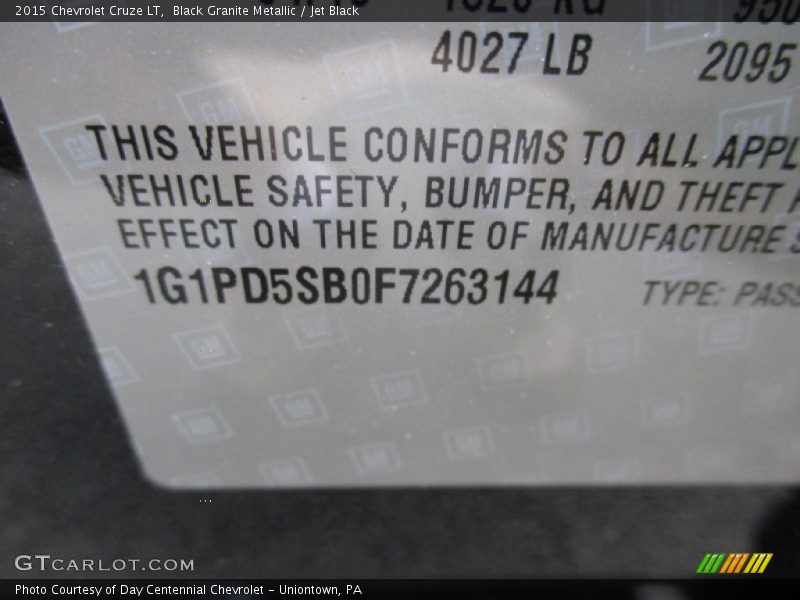 2015 Chevrolet Cruze LT, Black Granite Metallic / Jet Black
4027 LB 2095
THIS VEHICLE CONFORMS TO ALL APPL
VEHICLE SAFETY, BUMPER, AND THEFT
EFFECT ON THE DATE OF MANUFACTURE
1G1PD5SB0F7263144 TYPE: PASS
GTCARLOT.COM
Photo Courtesy of Day Centennial Chevrolet - Uniontown, PA